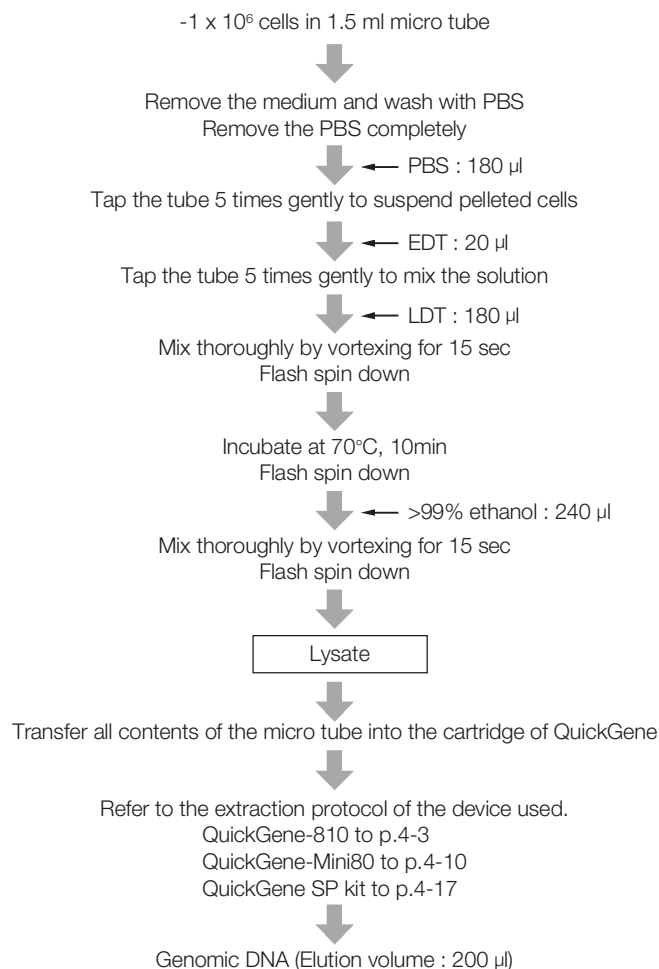 -1 x 10⁶ cells in 1.5 ml micro tube
Remove the medium and wash with PBS
Remove the PBS completely
PBS : 180 µl
Tap the tube 5 times gently to suspend pelleted cells
EDT : 20 µl
Tap the tube 5 times gently to mix the solution
LDT : 180 µl
Mix thoroughly by vortexing for 15 sec
Flash spin down
Incubate at 70°C, 10min
Flash spin down
>99% ethanol : 240 µl
Mix thoroughly by vortexing for 15 sec
Flash spin down
Lysate
Transfer all contents of the micro tube into the cartridge of QuickGene
Refer to the extraction protocol of the device used.
QuickGene-810 to p.4-3
QuickGene-Mini80 to p.4-10
QuickGene SP kit to p.4-17
Genomic DNA (Elution volume : 200 µl)